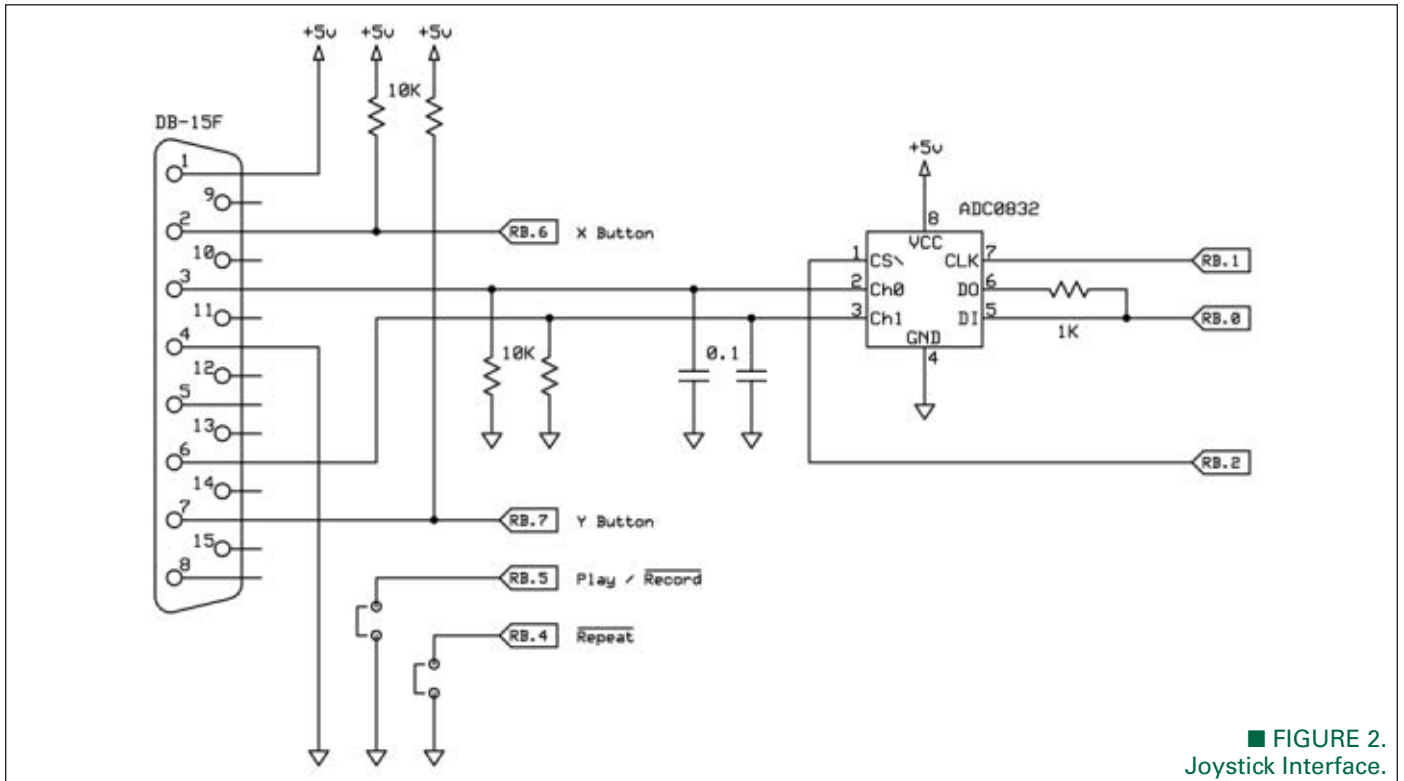 +5v +5v +5v
10K
DB-15F
1
9
2
10
3
11
4
12
5
13
6
14
7
15
8
RB.6 X Button
+5v
ADC0832
8
VCC
1 CS\ CLK 7
2 Ch0 DO 6
3 Ch1 DI 5
GND
4
1K
RB.1
RB.0
10K
0.1
RB.2
RB.7 Y Button
RB.5 Play / Record
RB.4 Repeat
■ FIGURE 2.
Joystick Interface.